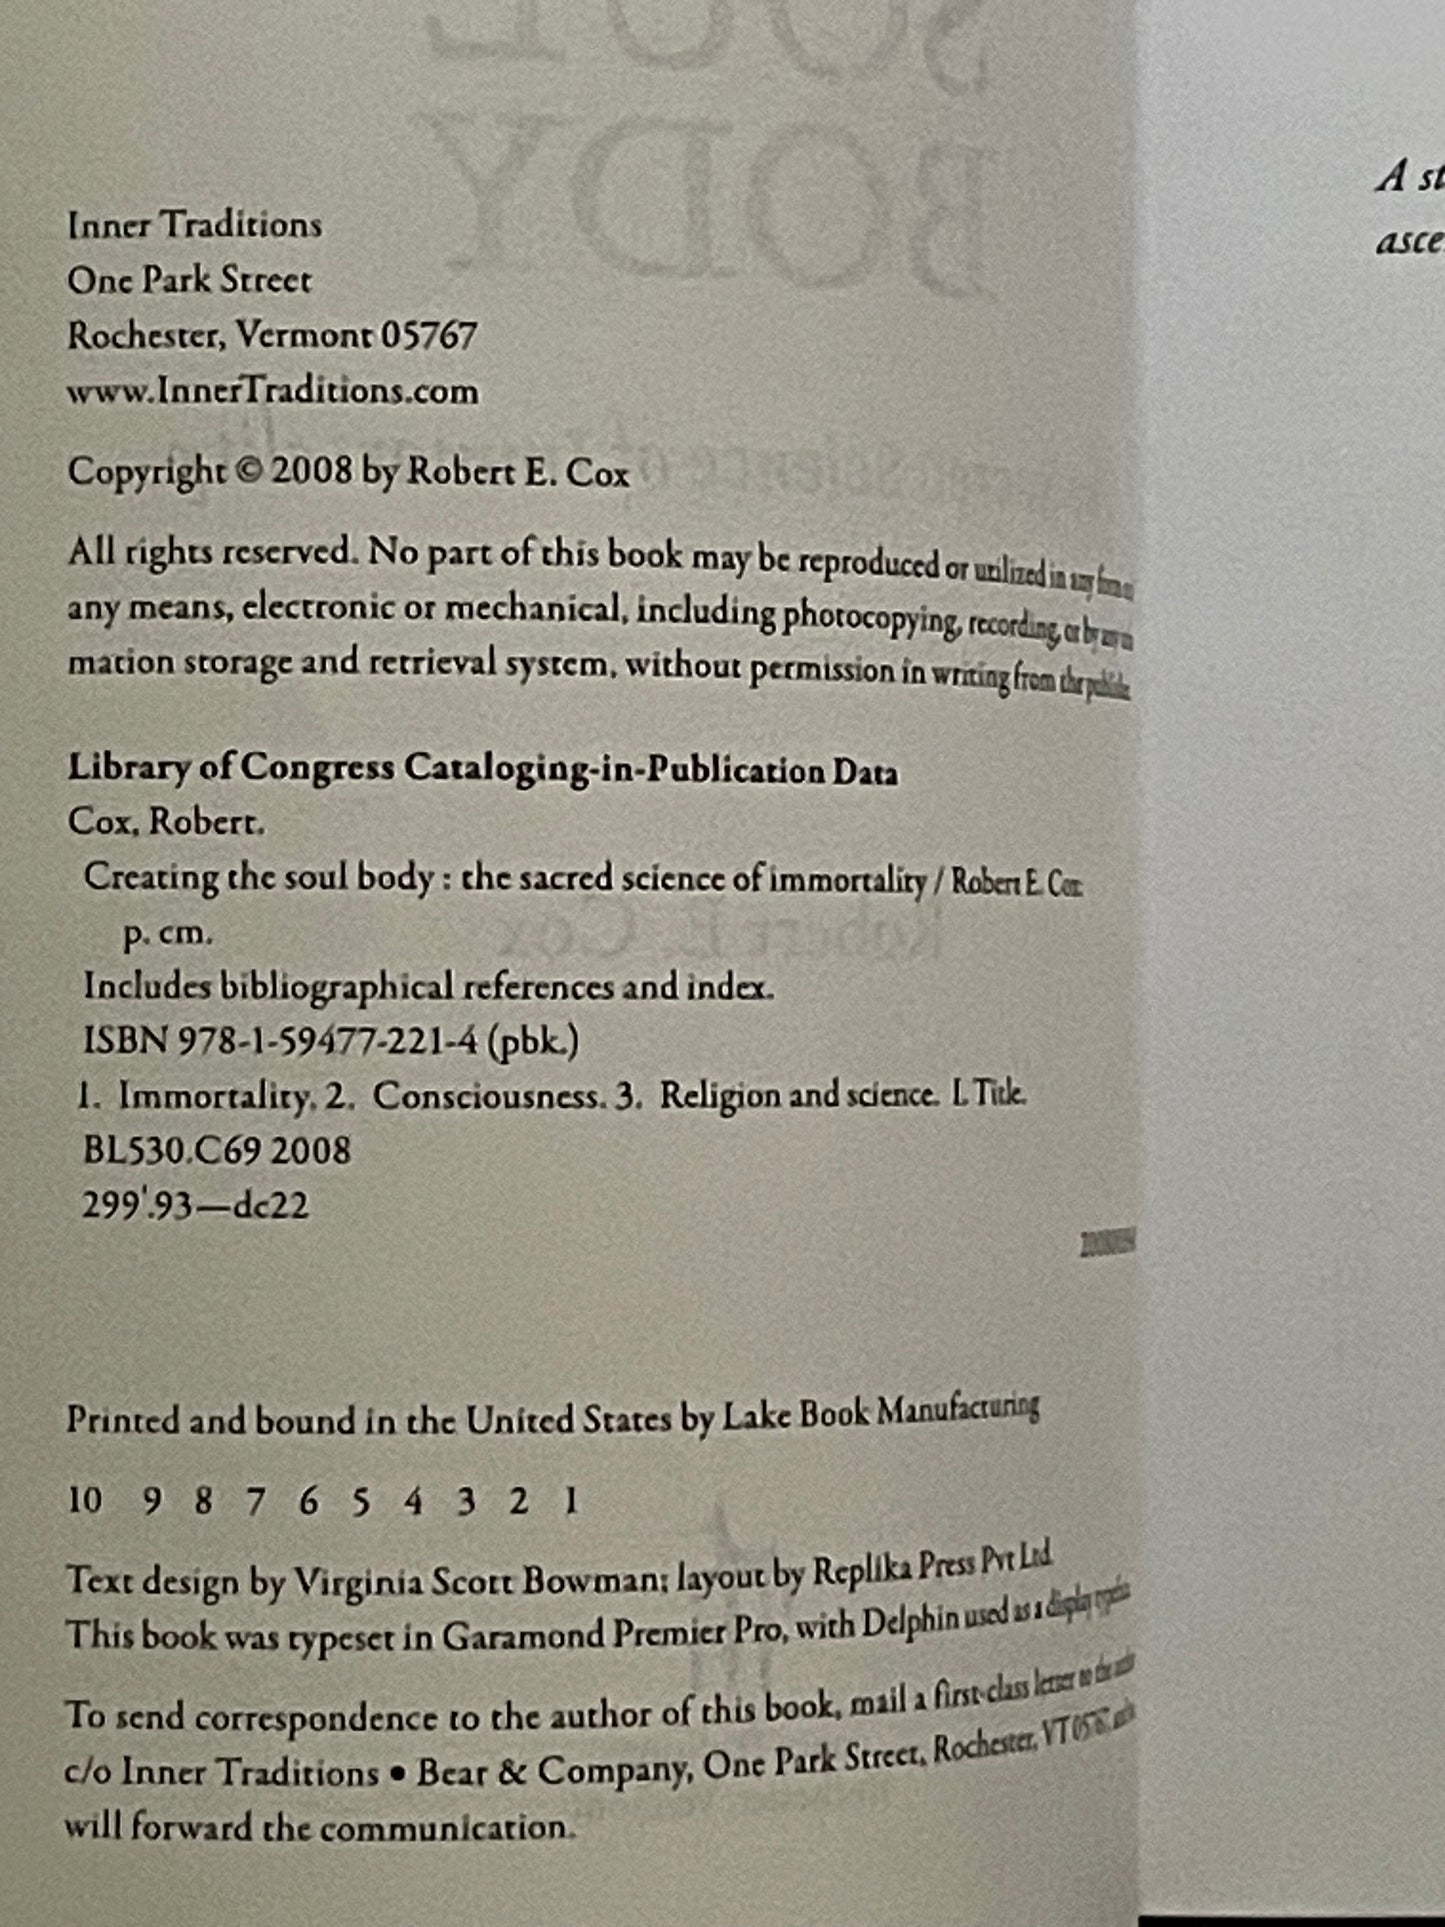 SOUL
BODY
Inner Traditions
One Park Street
Rochester, Vermont 05767
www.InnerTraditions.com
Copyright © 2008 by Robert E. Cox
All rights reserved. No part of this book may be reproduced or utilized in any form or
any means, electronic or mechanical, including photocopying, recording, or by any
mation storage and retrieval system, without permission in writing from the
Library of Congress Cataloging-in-Publication Data
Cox, Robert.
Creating the soul body : the sacred science of immortality / Robert E. Cox
p. cm.
Includes bibliographical references and index.
ISBN 978-1-59477-221-4 (pbk.)
1. Immortality. 2. Consciousness. 3. Religion and science. I. Title.
BL530.C69 2008
299'.93—dc22
Printed and bound in the United States by Lake Book Manufacturing
10 9 8 7 6 5 4 3 2 1
Text design by Virginia Scott Bowman; layout by Replika Press Pvt Ltd.
This book was typeset in Garamond Premier Pro, with Delphin used as a display
To send correspondence to the author of this book, mail a first-class letter to the
c/o Inner Traditions • Bear & Company, One Park Street, Rochester, VT
will forward the communication.
Robert E. Cox
A st
asce